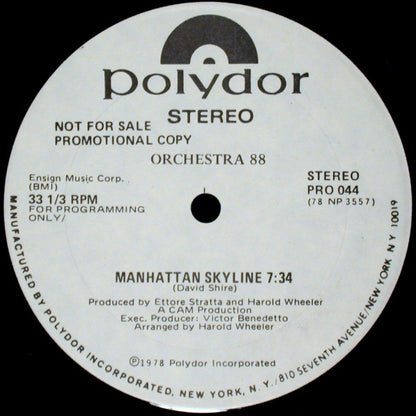 polydor
STEREO
NOT FOR SALE
PROMOTIONAL COPY
ORCHESTRA 88
Ensign Music Corp.
(BMI)
33 1/3 RPM
FOR PROGRAMMING
ONLY/
STEREO
PRO 044
(78 NP 3557)
MANHATTAN SKYLINE 7:34
(David Shire)
Produced by Ettore Stratta and Harold Wheeler
A CAM Production
Exec. Producer: Victor Benedetto
Arranged by Harold Wheeler
Ⓟ1978 Polydor Incorporated
MANUFACTURED BY POLYDOR INCORPORATED, NEW YORK, N.Y./810 SEVENTH AVENUE/NEW YORK NY 10019